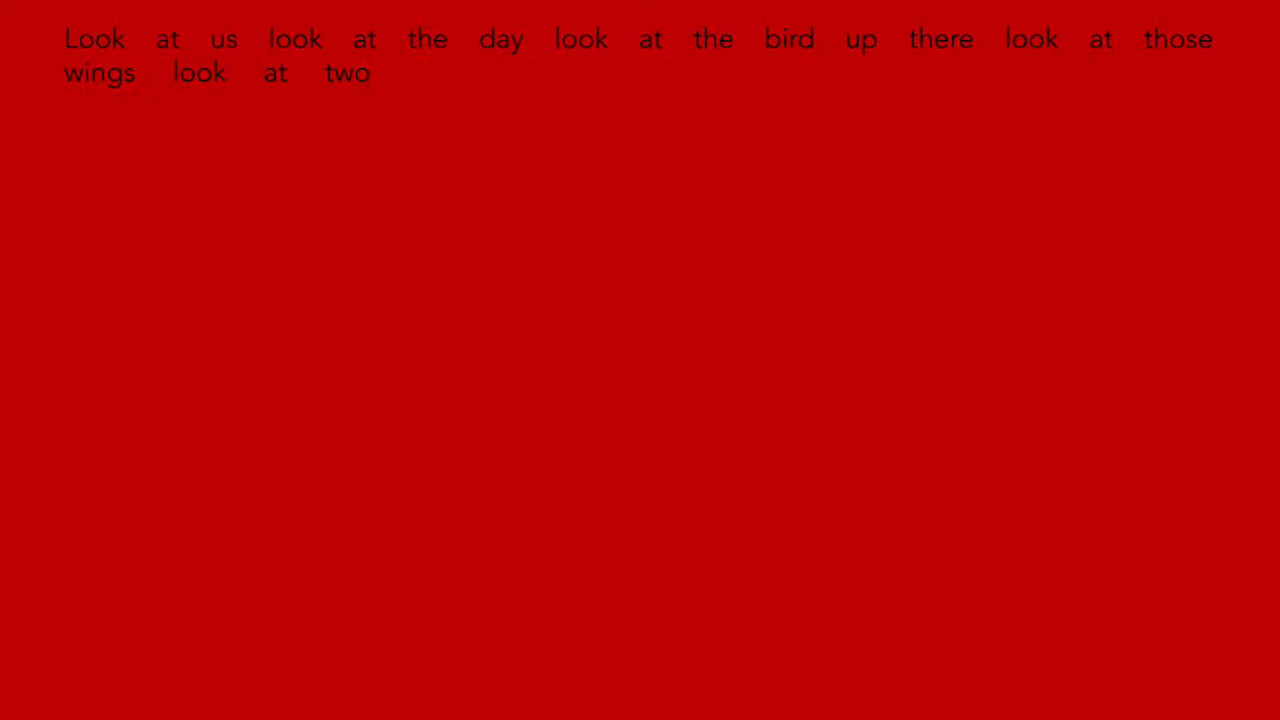 Look at us look at the day look at the bird up there look at those
wings look at two